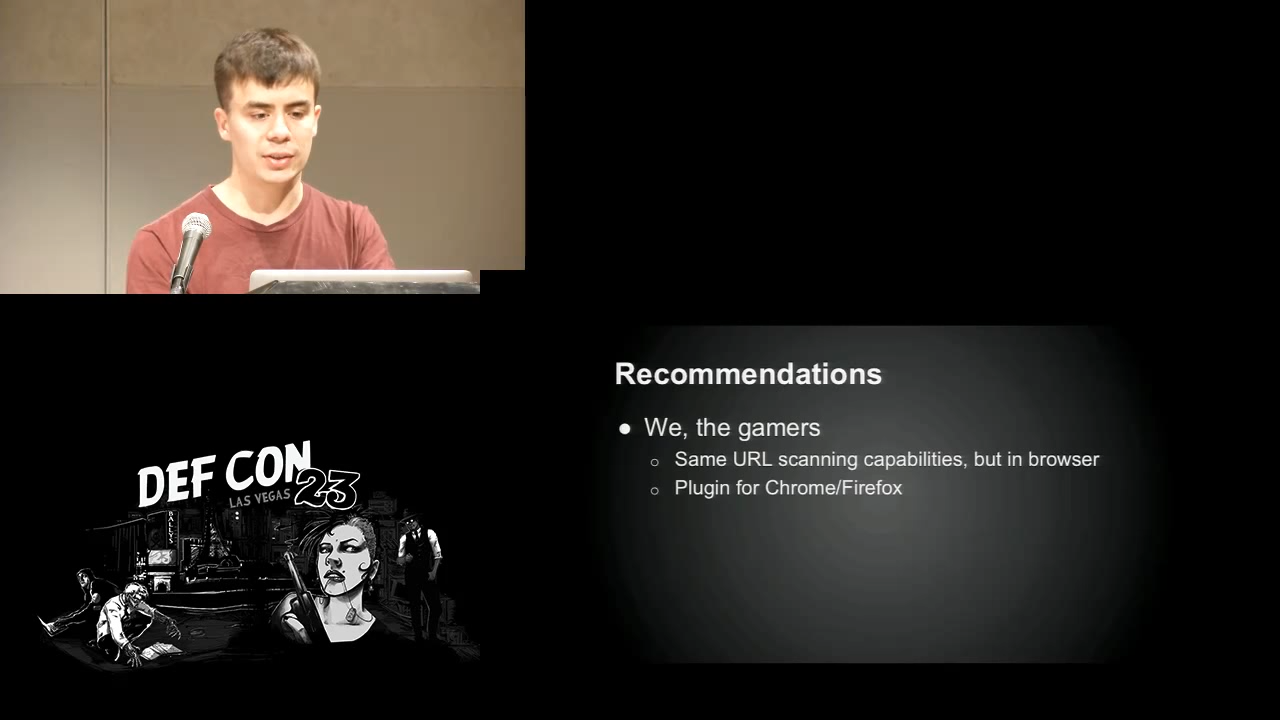 Recommendations
● We, the gamers
○ Same URL scanning capabilities, but in browser
○ Plugin for Chrome/Firefox
DEF CON
LAS VEGAS 23
BALLYS